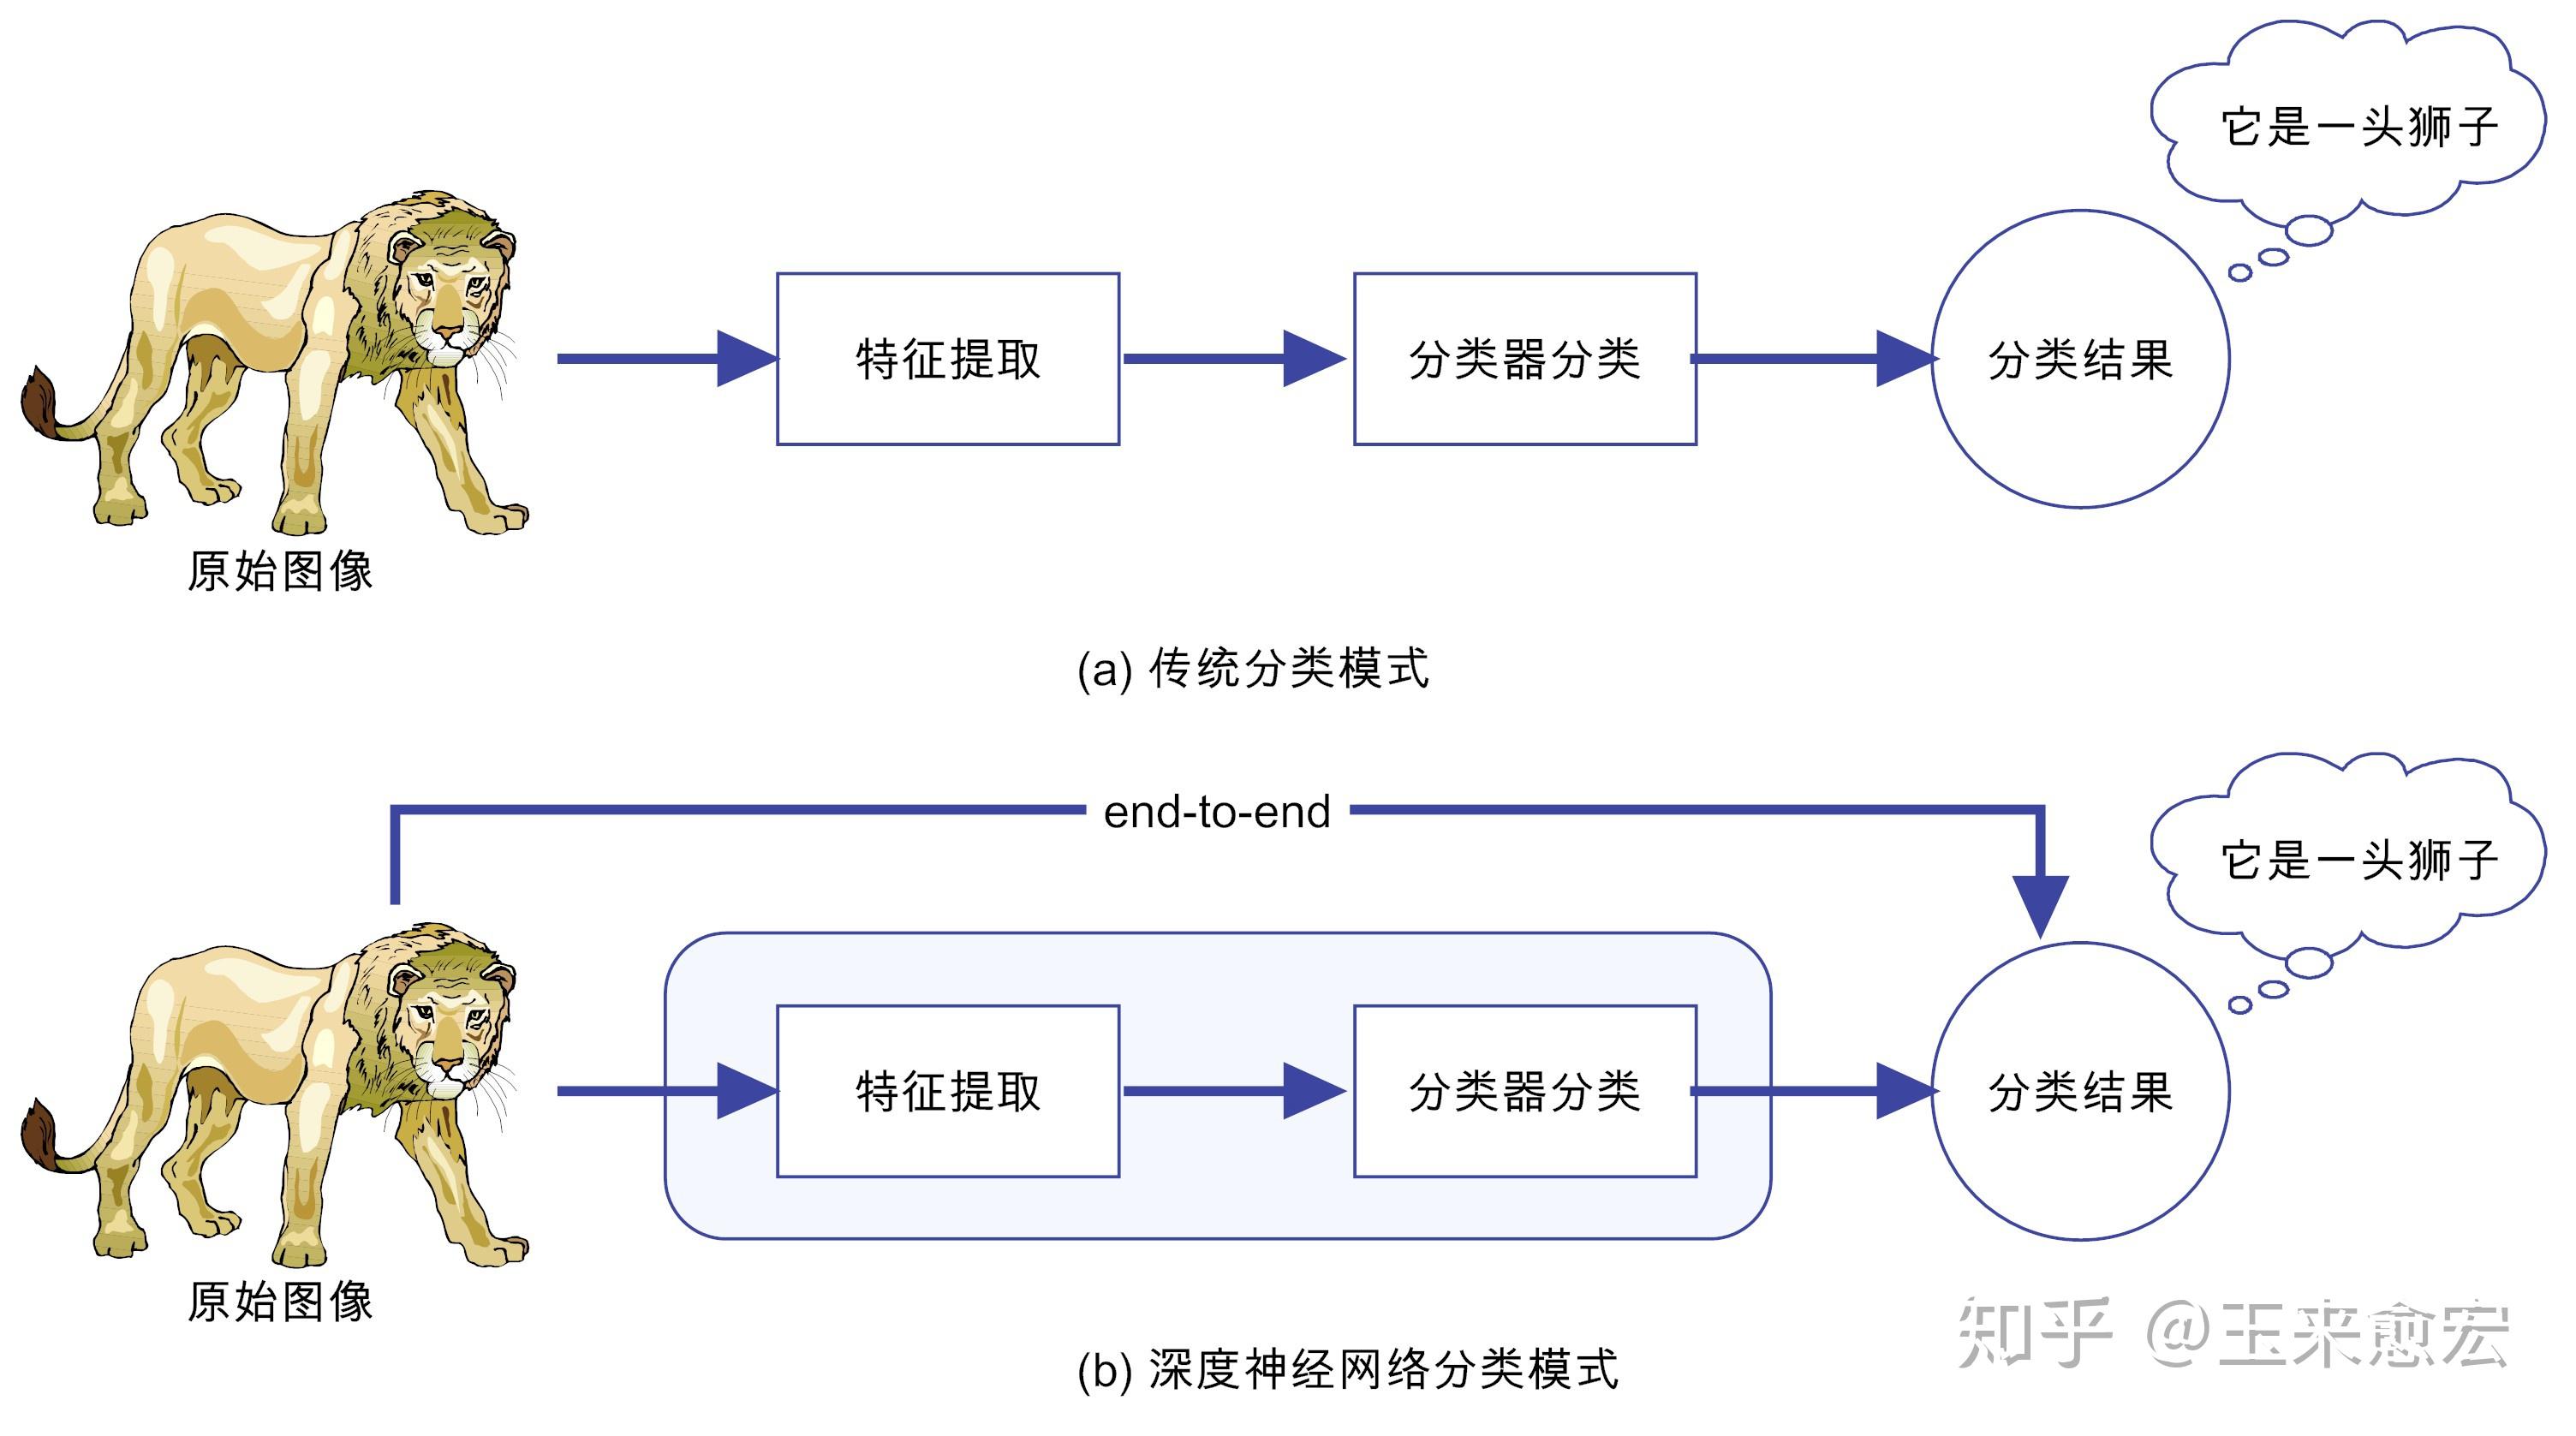 它是一头狮子
特征提取
分类器分类
分类结果
原始图像
(a) 传统分类模式
end-to-end
它是一头狮子
特征提取
分类器分类
分类结果
原始图像
知乎 @玉来愈宏
(b) 深度神经网络分类模式